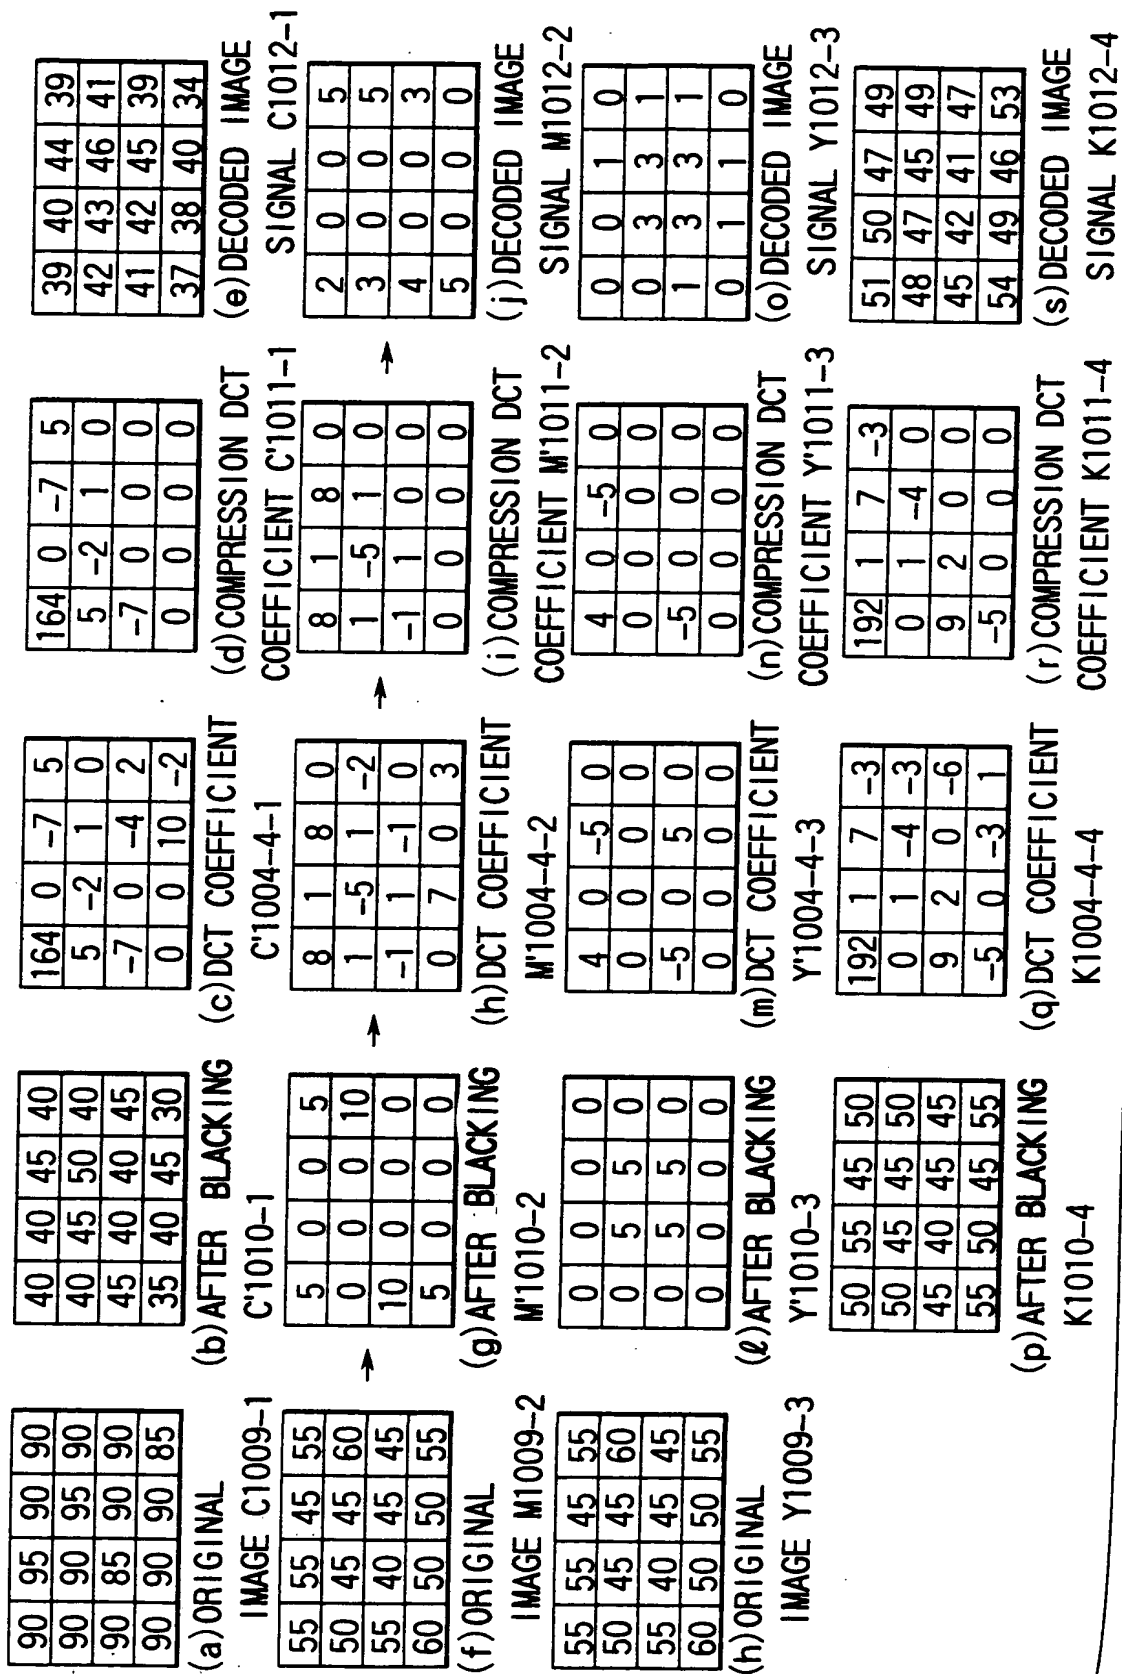 90 95 90 90
90 90 95 90
90 85 90 90
90 90 90 85
(a)ORIGINAL
IMAGE C1009-1
40 40 45 40
40 45 50 40
45 40 40 45
35 40 45 30
(b)AFTER BLACKING
C'1010-1
164 0 -7 5
5 -2 1 0
-7 0 -4 2
0 0 10 -2
(c)DCT COEFFICIENT
C'1004-4-1
164 0 -7 5
5 -2 1 0
-7 0 0 0
0 0 0 0
(d)COMPRESSION DCT
COEFFICIENT C'1011-1
39 40 44 39
42 43 46 41
41 42 45 39
37 38 40 34
(e)DECODED IMAGE
SIGNAL C1012-1
55 55 45 55
50 45 45 60
55 40 45 45
60 50 50 55
(f)ORIGINAL
IMAGE M1009-2
5 0 0 5
0 0 0 10
10 0 0 0
5 0 0 0
(g)AFTER BLACKING
M'1010-2
8 1 8 0
1 -5 1 -2
-1 1 -1 0
0 7 0 3
(h)DCT COEFFICIENT
M'1004-4-2
8 1 8 0
1 -5 1 0
-1 1 0 0
0 0 0 0
(i)COMPRESSION DCT
COEFFICIENT M'1011-2
2 0 0 5
3 0 0 5
4 0 0 3
5 0 0 0
(j)DECODED IMAGE
SIGNAL M1012-2
55 55 45 55
50 45 45 60
55 40 45 45
60 50 50 55
(h)ORIGINAL
IMAGE Y1009-3
0 0 0 0
0 5 5 0
0 5 5 0
0 0 0 0
(ℓ)AFTER BLACKING
Y'1010-3
4 0 -5 0
0 0 0 0
-5 0 5 0
0 0 0 0
(m)DCT COEFFICIENT
Y'1004-4-3
4 0 -5 0
0 0 0 0
-5 0 0 0
0 0 0 0
(n)COMPRESSION DCT
COEFFICIENT Y'1011-3
0 0 1 0
0 3 3 1
1 3 3 1
0 1 1 0
(o)DECODED IMAGE
SIGNAL Y1012-3
50 55 45 50
50 45 45 50
45 40 45 45
55 50 45 55
(p)AFTER BLACKING
K1010-4
192 1 7 -3
0 1 -4 -3
9 2 0 -6
-5 0 -3 1
(q)DCT COEFFICIENT
K1004-4-4
192 1 7 -3
0 1 -4 0
9 2 0 0
-5 0 0 0
(r)COMPRESSION DCT
COEFFICIENT K1011-4
51 50 47 49
48 47 45 49
45 42 41 47
54 49 46 53
(s)DECODED IMAGE
SIGNAL K1012-4